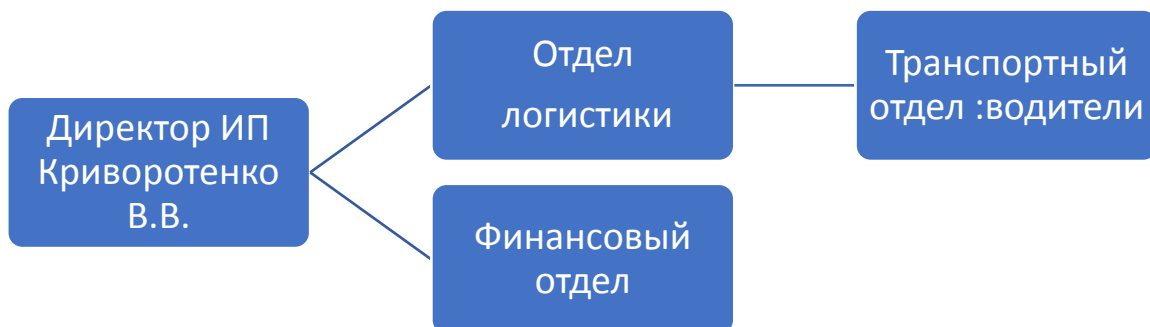 Директор ИП
Криворотенко
В.В.
Отдел
логистики
Транспортный
отдел :водители
Финансовый
отдел